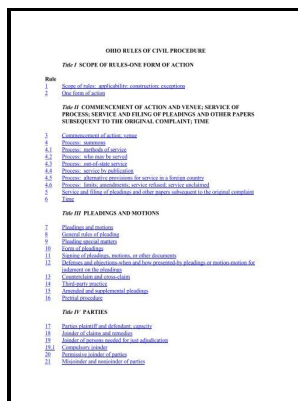 OHIO RULES OF CIVIL PROCEDURE
Title I SCOPE OF RULES-ONE FORM OF ACTION
Rule
1 Scope of rules: applicability; construction; exceptions
2 One form of action
Title II COMMENCEMENT OF ACTION AND VENUE; SERVICE OF
PROCESS; SERVICE AND FILING OF PLEADINGS AND OTHER PAPERS
SUBSEQUENT TO THE ORIGINAL COMPLAINT; TIME
3 Commencement of action; venue
4 Process: summons
4.1 Process: methods of service
4.2 Process: who may be served
4.3 Process: out-of-state service
4.4 Process: service by publication
4.5 Process: alternative provisions for service in a foreign country
4.6 Process: limits; amendments; service refused; service unclaimed
5 Service and filing of pleadings and other papers subsequent to the original complaint
6 Time
Title III PLEADINGS AND MOTIONS
7 Pleadings and motions
8 General rules of pleading
9 Pleading special matters
10 Form of pleadings
11 Signing of pleadings, motions, or other documents
12 Defenses and objections-when and how presented-by pleadings or motion-motion for
judgment on the pleadings
13 Counterclaim and cross-claim
14 Third-party practice
15 Amended and supplemental pleadings
16 Pretrial procedure
Title IV PARTIES
17 Parties plaintiff and defendant; capacity
18 Joinder of claims and remedies
19 Joinder of persons needed for just adjudication
19.1 Compulsory joinder
20 Permissive joinder of parties
21 Misjoinder and nonjoinder of parties